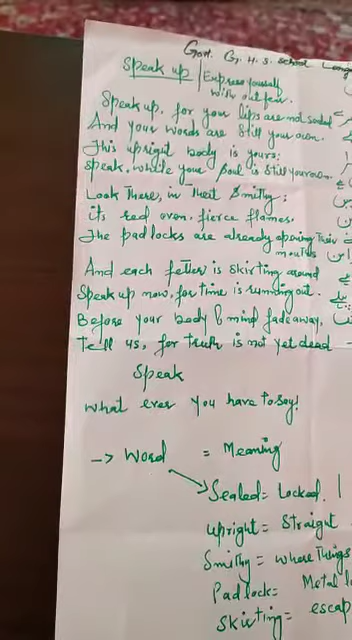 Govt. G. H. S. school
Speak up / Express yourself
with out fear.
Speak up, for your lips are not sealed
And your words are still your own.
This upright body is yours:
speak, while your soul is still your own.
Look There, in Their Smithy:
its red oven. fierce flames.
The padlocks are already opening Their
mouths
And each fetter is skirting around
Speak up now, for time is running out.
Before your body & mind fade away,
Tell us, for truth is not yet dead
Speak
what ever you have to say!
-> Word = Meaning
Sealed = Locked.
upright = Straight
Smithy = where Things
Padlock = Metal
Skirting = escap